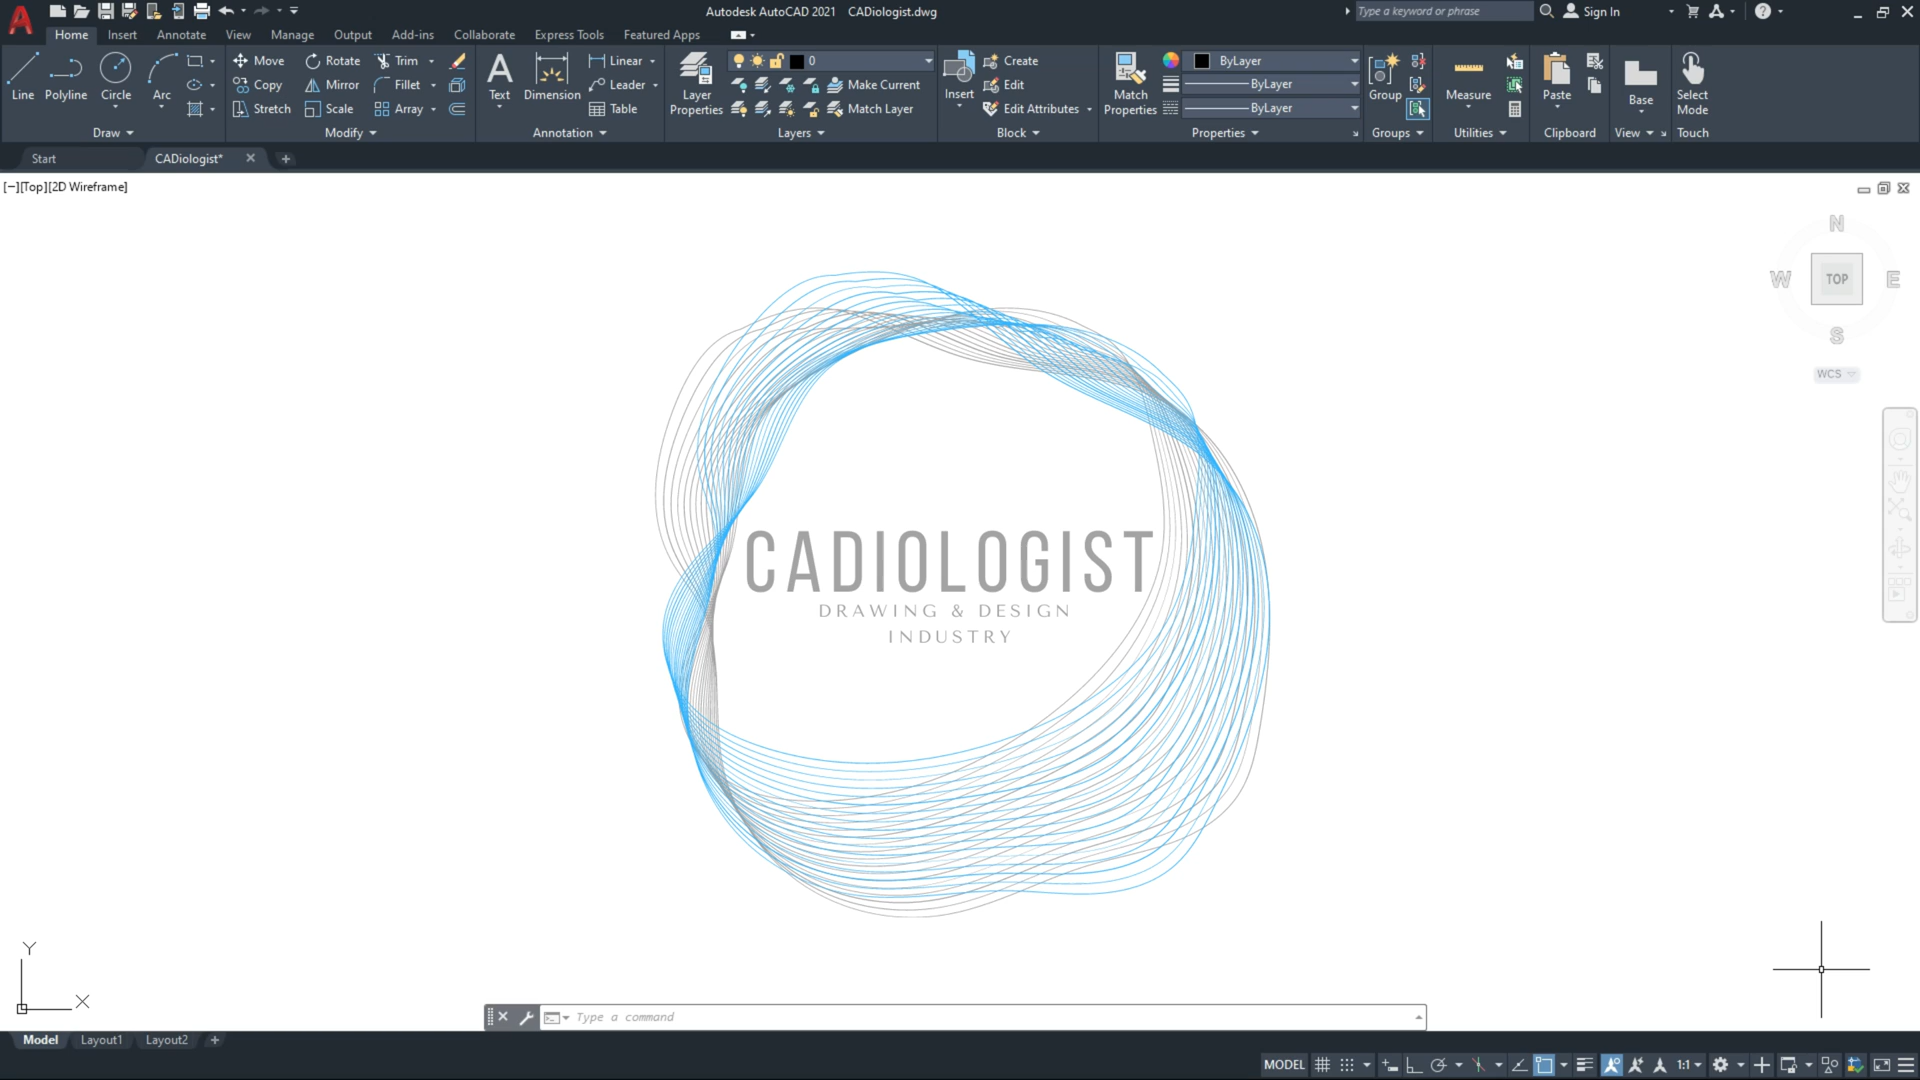 Autodesk AutoCAD 2021 CADiologist.dwg
Type a keyword or phrase
Sign In
Home Insert Annotate View Manage Output Add-ins Collaborate Express Tools Featured Apps
Line Polyline Circle Arc
Draw
Move Rotate Trim
Copy Mirror Fillet
Stretch Scale Array
Modify
Text Dimension
Linear
Leader
Table
Annotation
Layer
Properties
0
Make Current
Match Layer
Layers
Insert
Create
Edit
Edit Attributes
Block
Match
Properties
ByLayer
ByLayer
ByLayer
Properties
Group
Groups
Measure
Utilities
Paste
Clipboard
Base
View
Select
Mode
Touch
Start CADiologist*
[−][Top][2D Wireframe]
N
W TOP E
S
WCS
CADIOLOGIST
DRAWING & DESIGN
INDUSTRY
Y
X
Type a command
Model Layout1 Layout2
MODEL 1:1